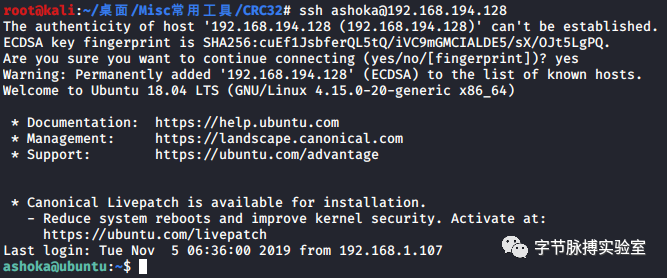 root@kali:~/桌面/Misc常用工具/CRC32# ssh ashoka@192.168.194.128
The authenticity of host '192.168.194.128 (192.168.194.128)' can't be established.
ECDSA key fingerprint is SHA256:cuEf1JsbferQL5tQ/iVC9mGMCIALDE5/sX/OJt5LgPQ.
Are you sure you want to continue connecting (yes/no/[fingerprint])? yes
Warning: Permanently added '192.168.194.128' (ECDSA) to the list of known hosts.
Welcome to Ubuntu 18.04 LTS (GNU/Linux 4.15.0-20-generic x86_64)
* Documentation:  https://help.ubuntu.com
* Management:     https://landscape.canonical.com
* Support:        https://ubuntu.com/advantage
* Canonical Livepatch is available for installation.
- Reduce system reboots and improve kernel security. Activate at:
https://ubuntu.com/livepatch
Last login: Tue Nov  5 06:36:00 2019 from 192.168.1.107
ashoka@ubuntu:~$
字节脉搏实验室